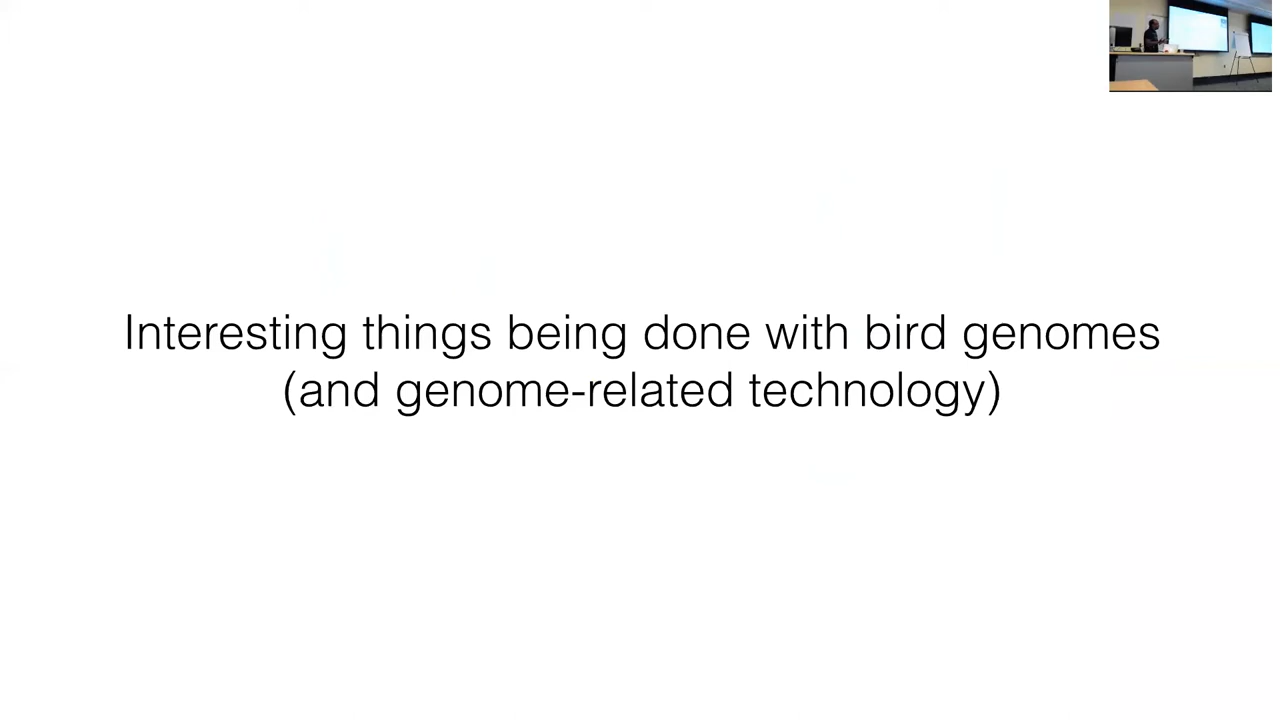 Interesting things being done with bird genomes
(and genome-related technology)